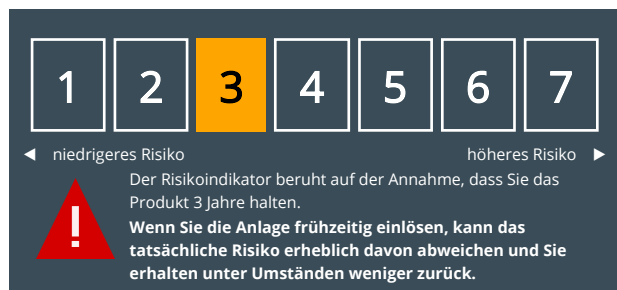 1 2 3 4 5 6 7
◀ niedrigeres Risiko höheres Risiko ▶
Der Risikoindikator beruht auf der Annahme, dass Sie das
Produkt 3 Jahre halten.
! Wenn Sie die Anlage frühzeitig einlösen, kann das
tatsächliche Risiko erheblich davon abweichen und Sie
erhalten unter Umständen weniger zurück.